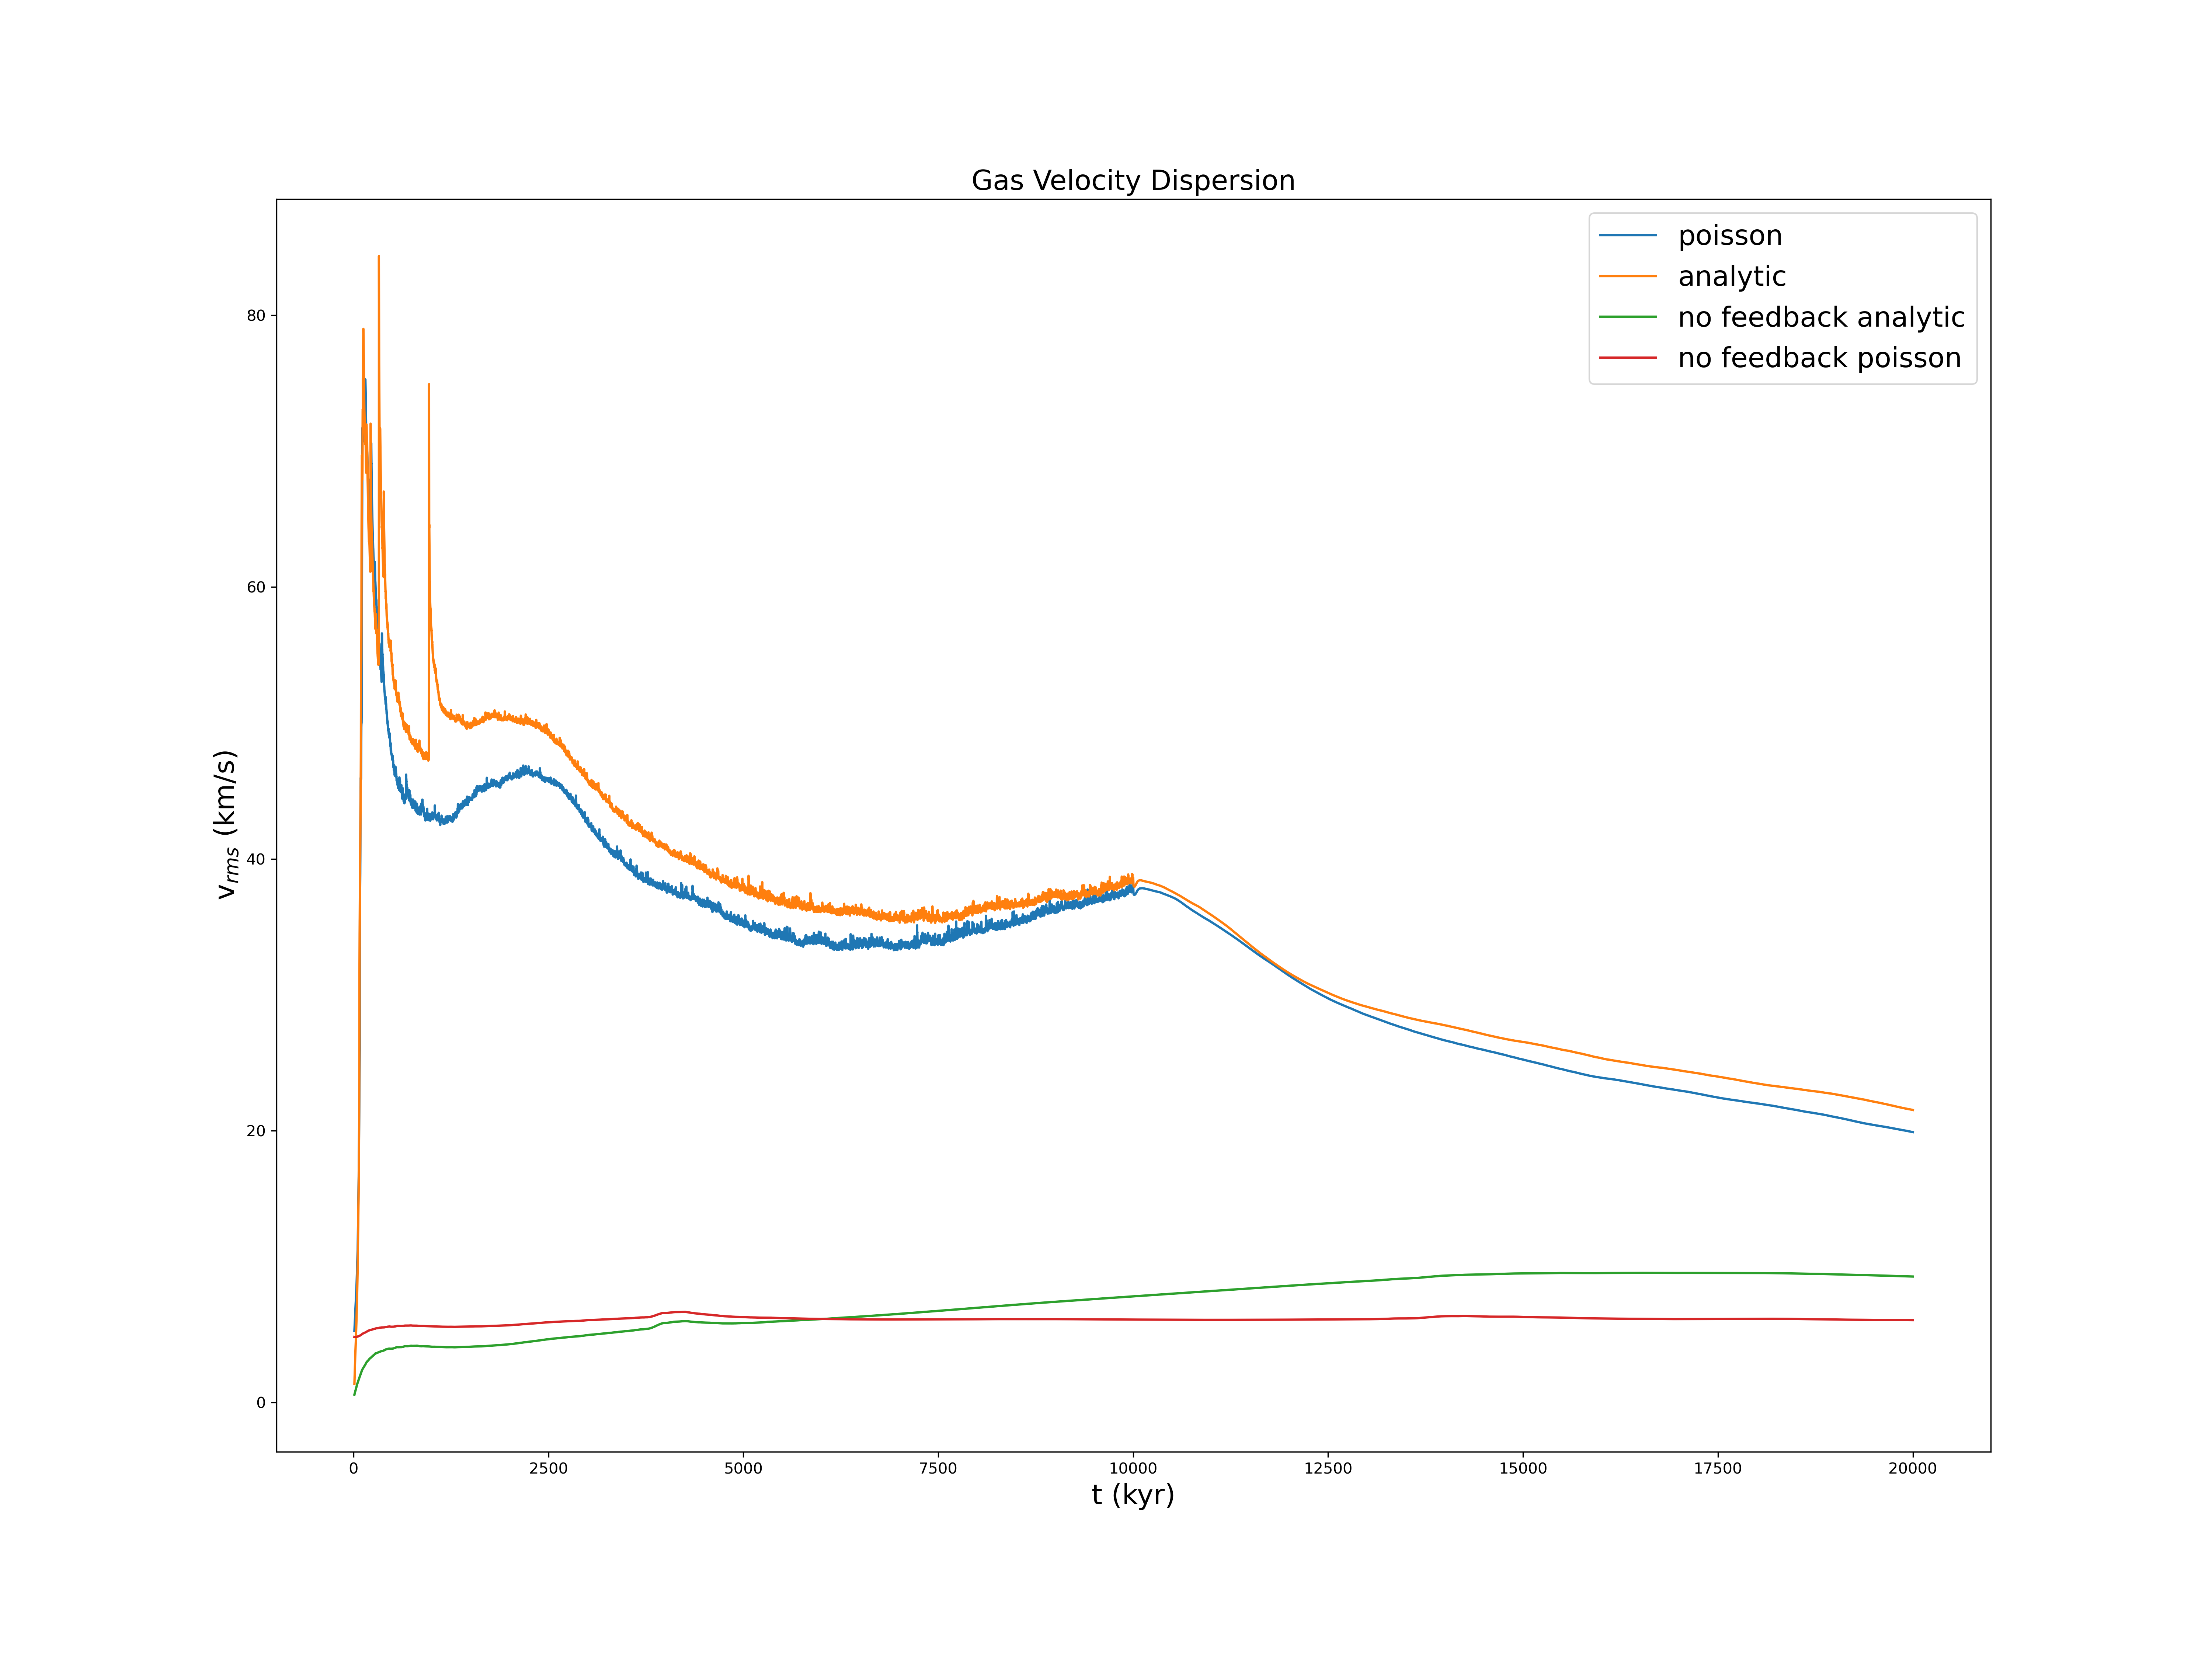 Gas Velocity Dispersion
poisson
analytic
no feedback analytic
no feedback poisson
80
60
40
20
0
v_rms (km/s)
0 2500 5000 7500 10000 12500 15000 17500 20000
t (kyr)